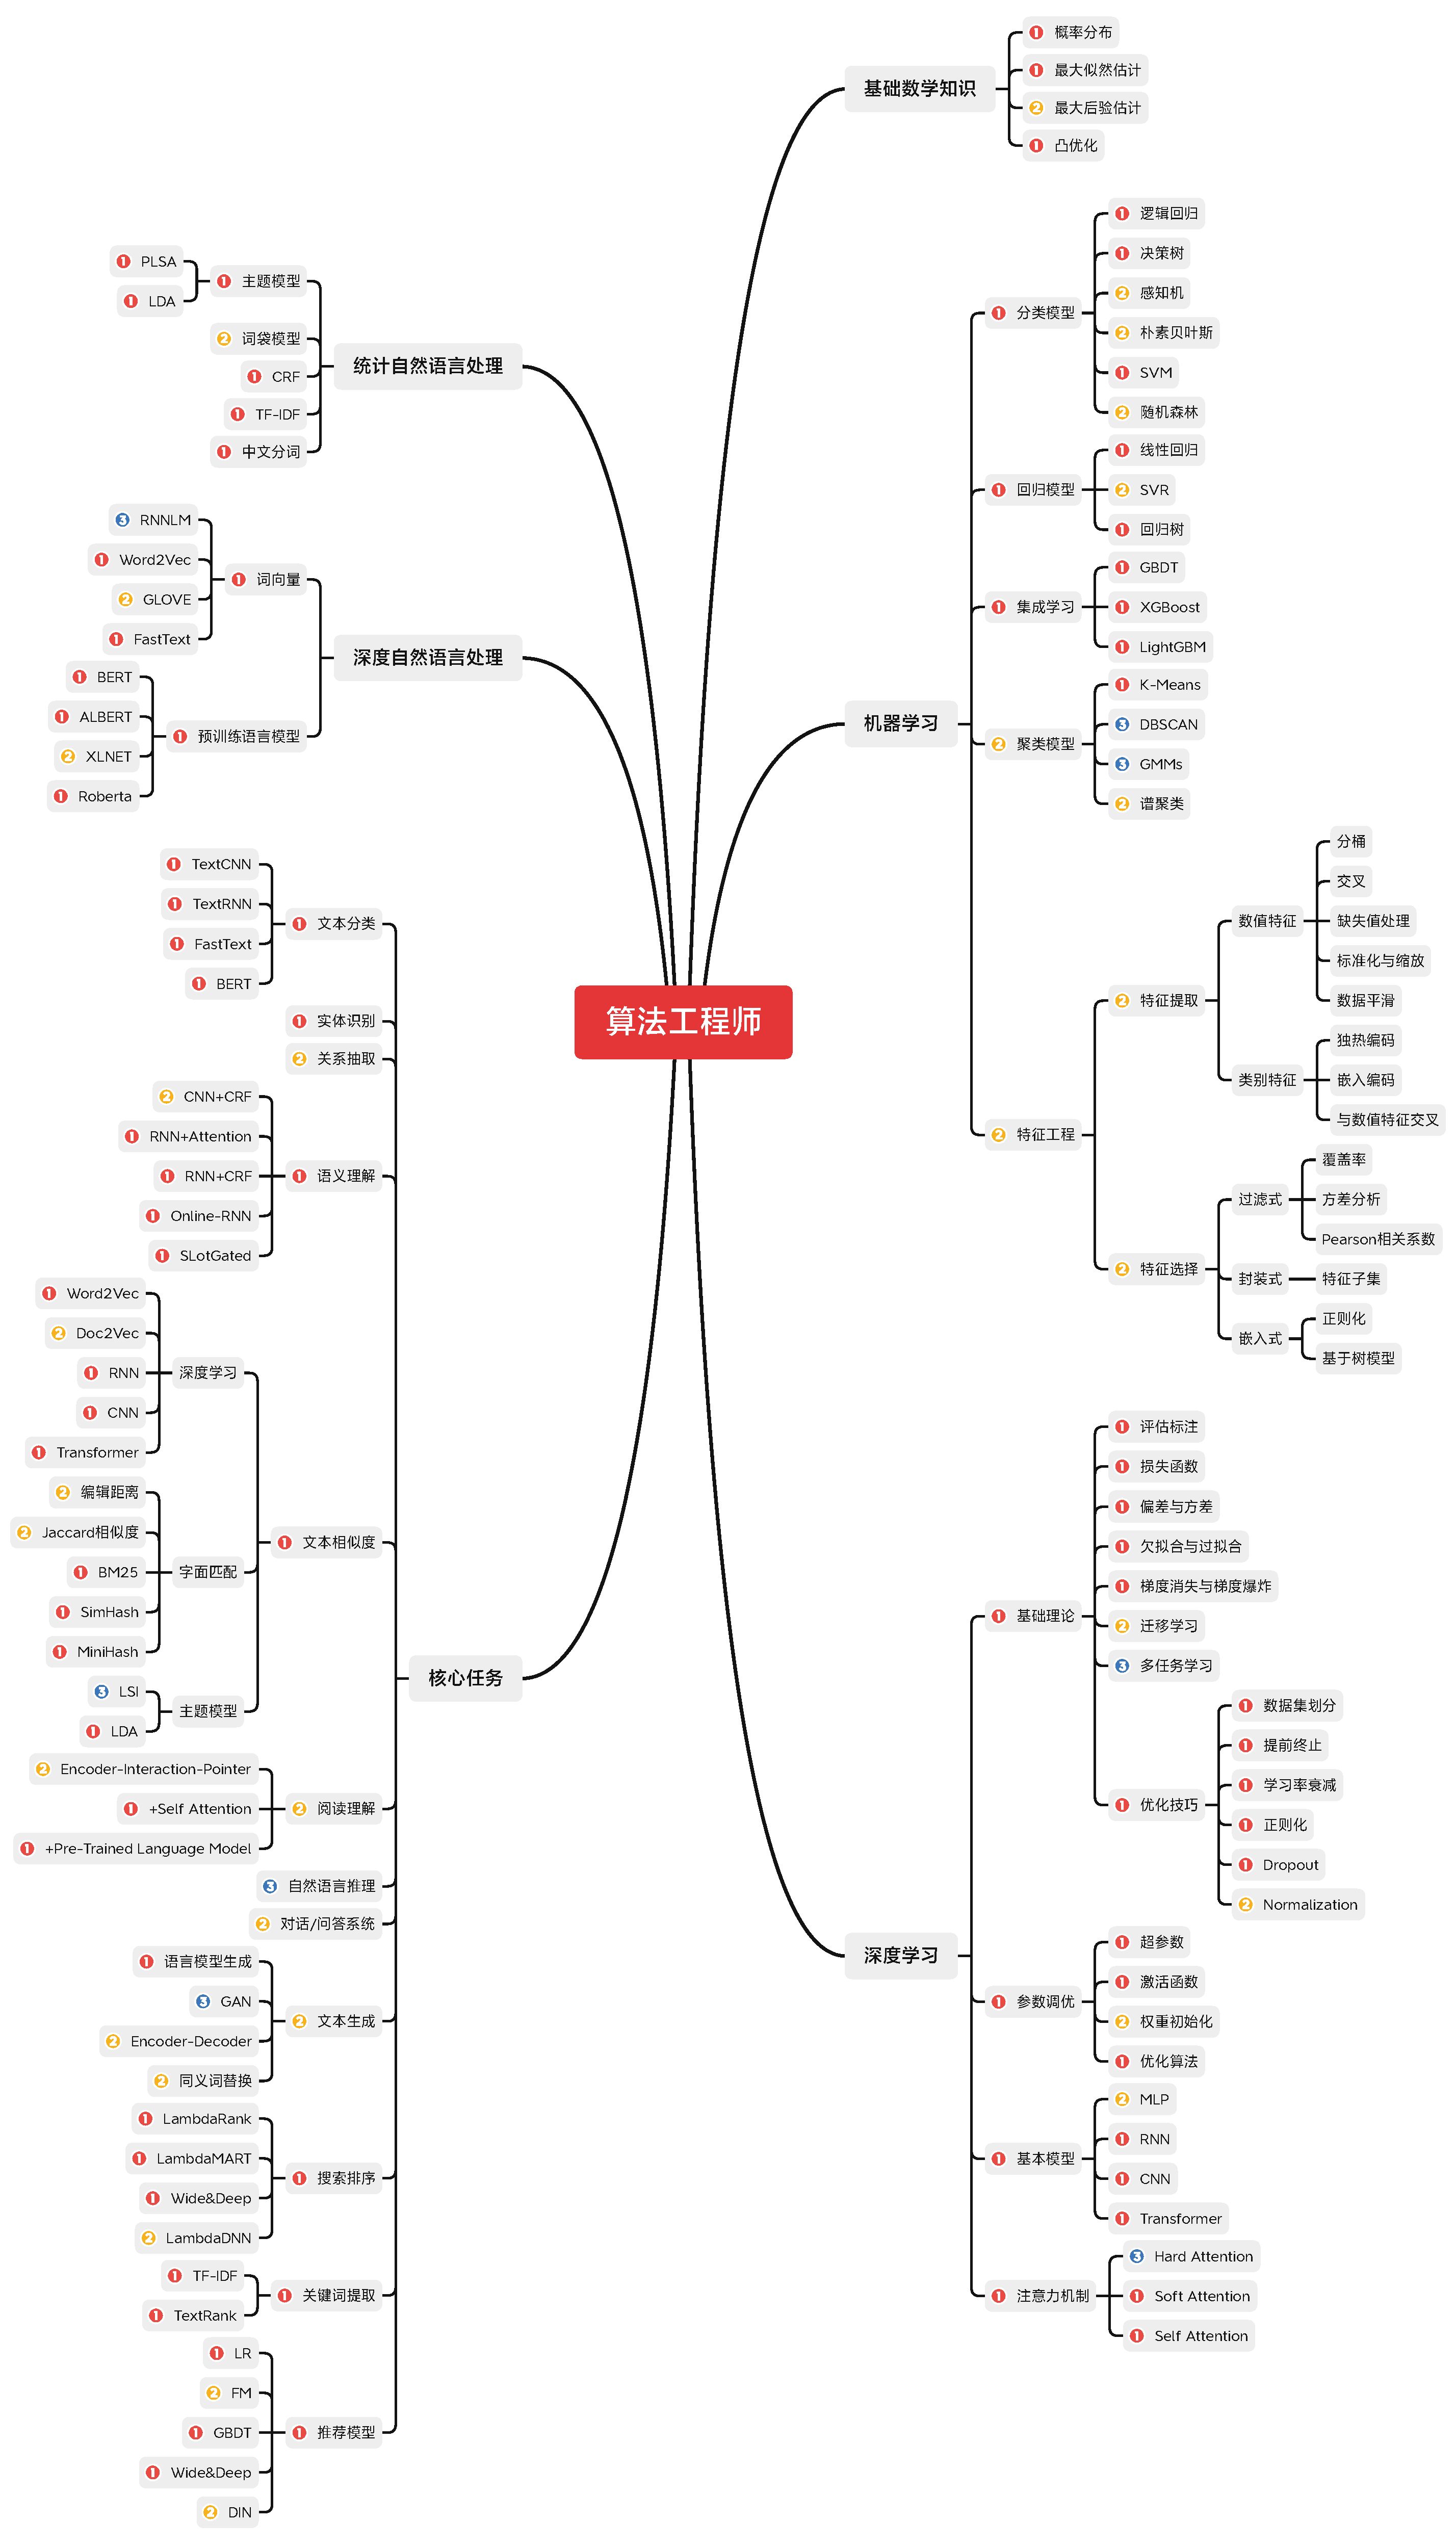 算法工程师
基础数学知识
1 概率分布
1 最大似然估计
2 最大后验估计
1 凸优化
机器学习
1 分类模型
1 逻辑回归
1 决策树
2 感知机
2 朴素贝叶斯
1 SVM
2 随机森林
1 回归模型
1 线性回归
2 SVR
1 回归树
1 集成学习
1 GBDT
1 XGBoost
1 LightGBM
2 聚类模型
1 K-Means
3 DBSCAN
3 GMMs
2 谱聚类
2 特征工程
2 特征提取
数值特征
分桶
交叉
缺失值处理
标准化与缩放
数据平滑
类别特征
独热编码
嵌入编码
与数值特征交叉
2 特征选择
过滤式
覆盖率
方差分析
Pearson相关系数
封装式
特征子集
嵌入式
正则化
基于树模型
深度学习
1 基础理论
1 评估标注
1 损失函数
1 偏差与方差
1 欠拟合与过拟合
1 梯度消失与梯度爆炸
2 迁移学习
3 多任务学习
1 优化技巧
1 数据集划分
1 提前终止
1 学习率衰减
1 正则化
1 Dropout
2 Normalization
1 参数调优
1 超参数
1 激活函数
2 权重初始化
1 优化算法
1 基本模型
2 MLP
1 RNN
1 CNN
1 Transformer
1 注意力机制
3 Hard Attention
1 Soft Attention
1 Self Attention
统计自然语言处理
1 主题模型
1 PLSA
1 LDA
2 词袋模型
1 CRF
1 TF-IDF
1 中文分词
深度自然语言处理
1 词向量
3 RNNLM
1 Word2Vec
2 GLOVE
1 FastText
1 预训练语言模型
1 BERT
1 ALBERT
2 XLNET
1 Roberta
核心任务
1 文本分类
1 TextCNN
1 TextRNN
1 FastText
1 BERT
1 实体识别
2 关系抽取
1 语义理解
2 CNN+CRF
1 RNN+Attention
1 RNN+CRF
1 Online-RNN
1 SLotGated
1 文本相似度
深度学习
1 Word2Vec
2 Doc2Vec
1 RNN
1 CNN
1 Transformer
字面匹配
2 编辑距离
2 Jaccard相似度
1 BM25
1 SimHash
1 MiniHash
主题模型
3 LSI
1 LDA
2 阅读理解
2 Encoder-Interaction-Pointer
1 +Self Attention
1 +Pre-Trained Language Model
3 自然语言推理
2 对话/问答系统
2 文本生成
1 语言模型生成
3 GAN
2 Encoder-Decoder
2 同义词替换
1 搜索排序
1 LambdaRank
1 LambdaMART
1 Wide&Deep
2 LambdaDNN
1 关键词提取
1 TF-IDF
1 TextRank
1 推荐模型
1 LR
2 FM
1 GBDT
1 Wide&Deep
2 DIN